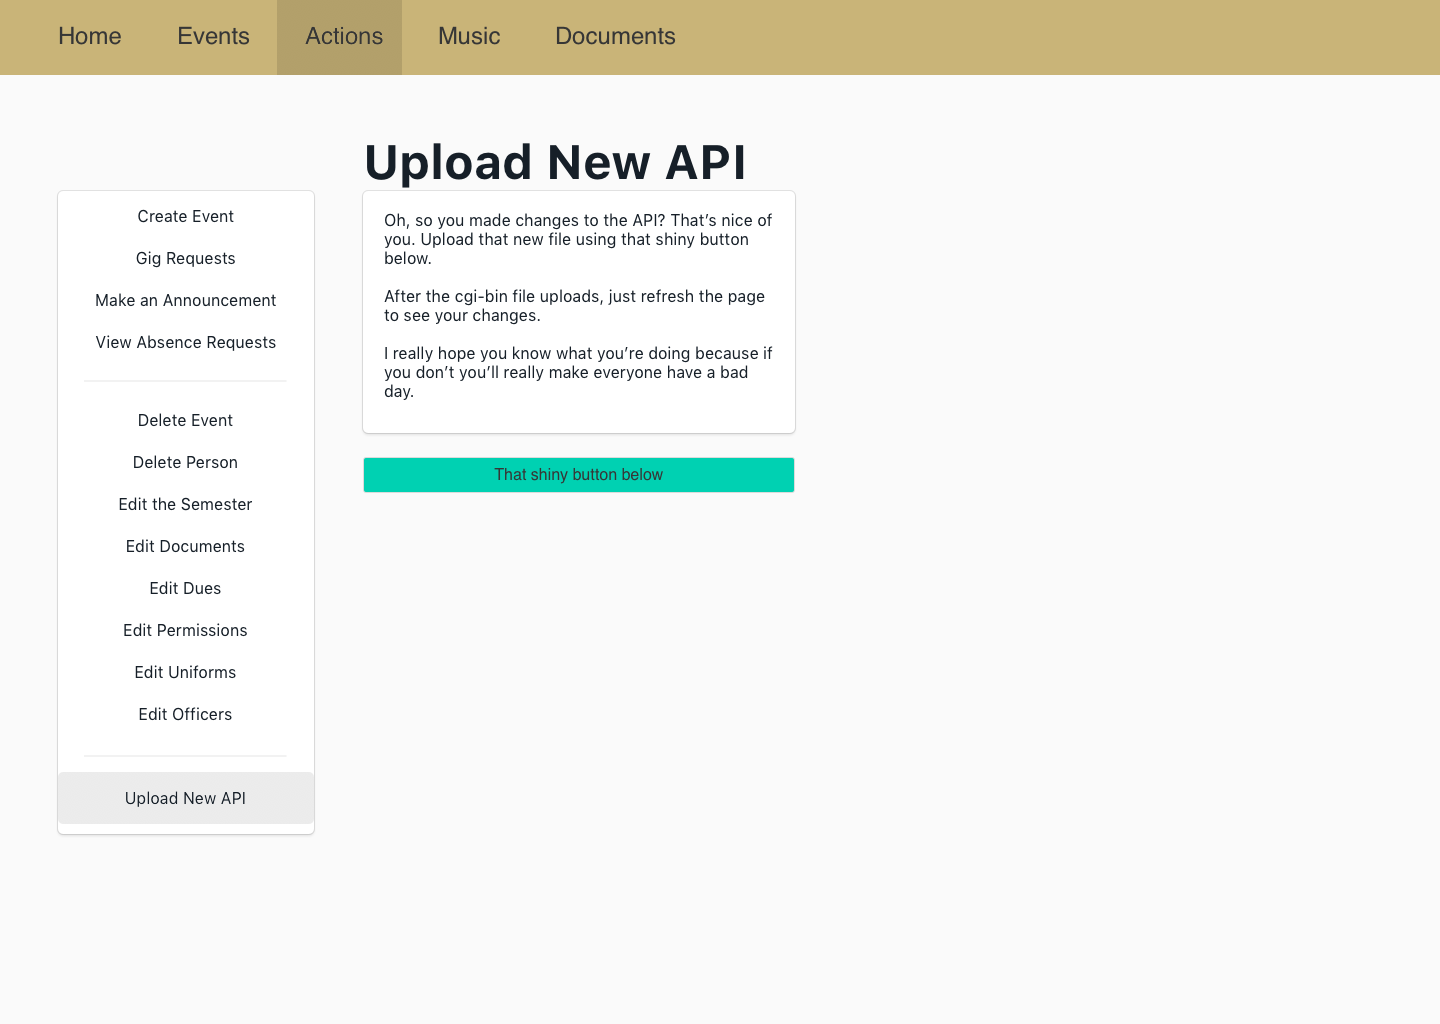 Home Events Actions Music Documents
Upload New API
Create Event
Gig Requests
Make an Announcement
View Absence Requests
Delete Event
Delete Person
Edit the Semester
Edit Documents
Edit Dues
Edit Permissions
Edit Uniforms
Edit Officers
Upload New API
Oh, so you made changes to the API? That’s nice of
you. Upload that new file using that shiny button
below.
After the cgi-bin file uploads, just refresh the page
to see your changes.
I really hope you know what you’re doing because if
you don’t you’ll really make everyone have a bad
day.
That shiny button below